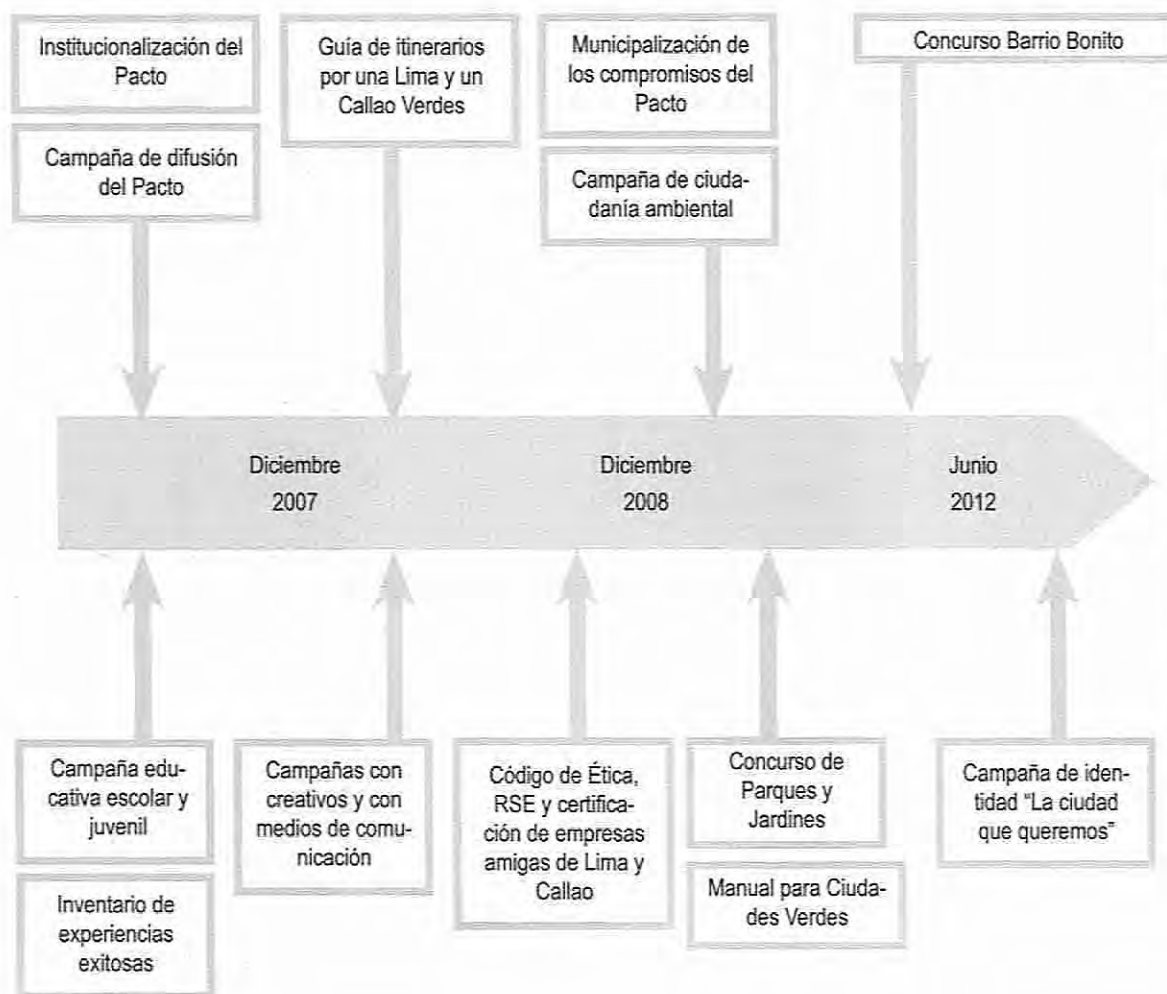 Institucionalización del
Pacto
Campaña de difusión
del Pacto
Guía de itinerarios
por una Lima y un
Callao Verdes
Municipalización de
los compromisos del
Pacto
Campaña de ciuda-
danía ambiental
Concurso Barrio Bonito
Diciembre
2007
Diciembre
2008
Junio
2012
Campaña edu-
cativa escolar y
juvenil
Inventario de
experiencias
exitosas
Campañas con
creativos y con
medios de comu-
nicación
Código de Ética,
RSE y certifica-
ción de empresas
amigas de Lima y
Callao
Concurso de
Parques y
Jardines
Manual para Ciuda-
des Verdes
Campaña de iden-
tidad “La ciudad
que queremos”